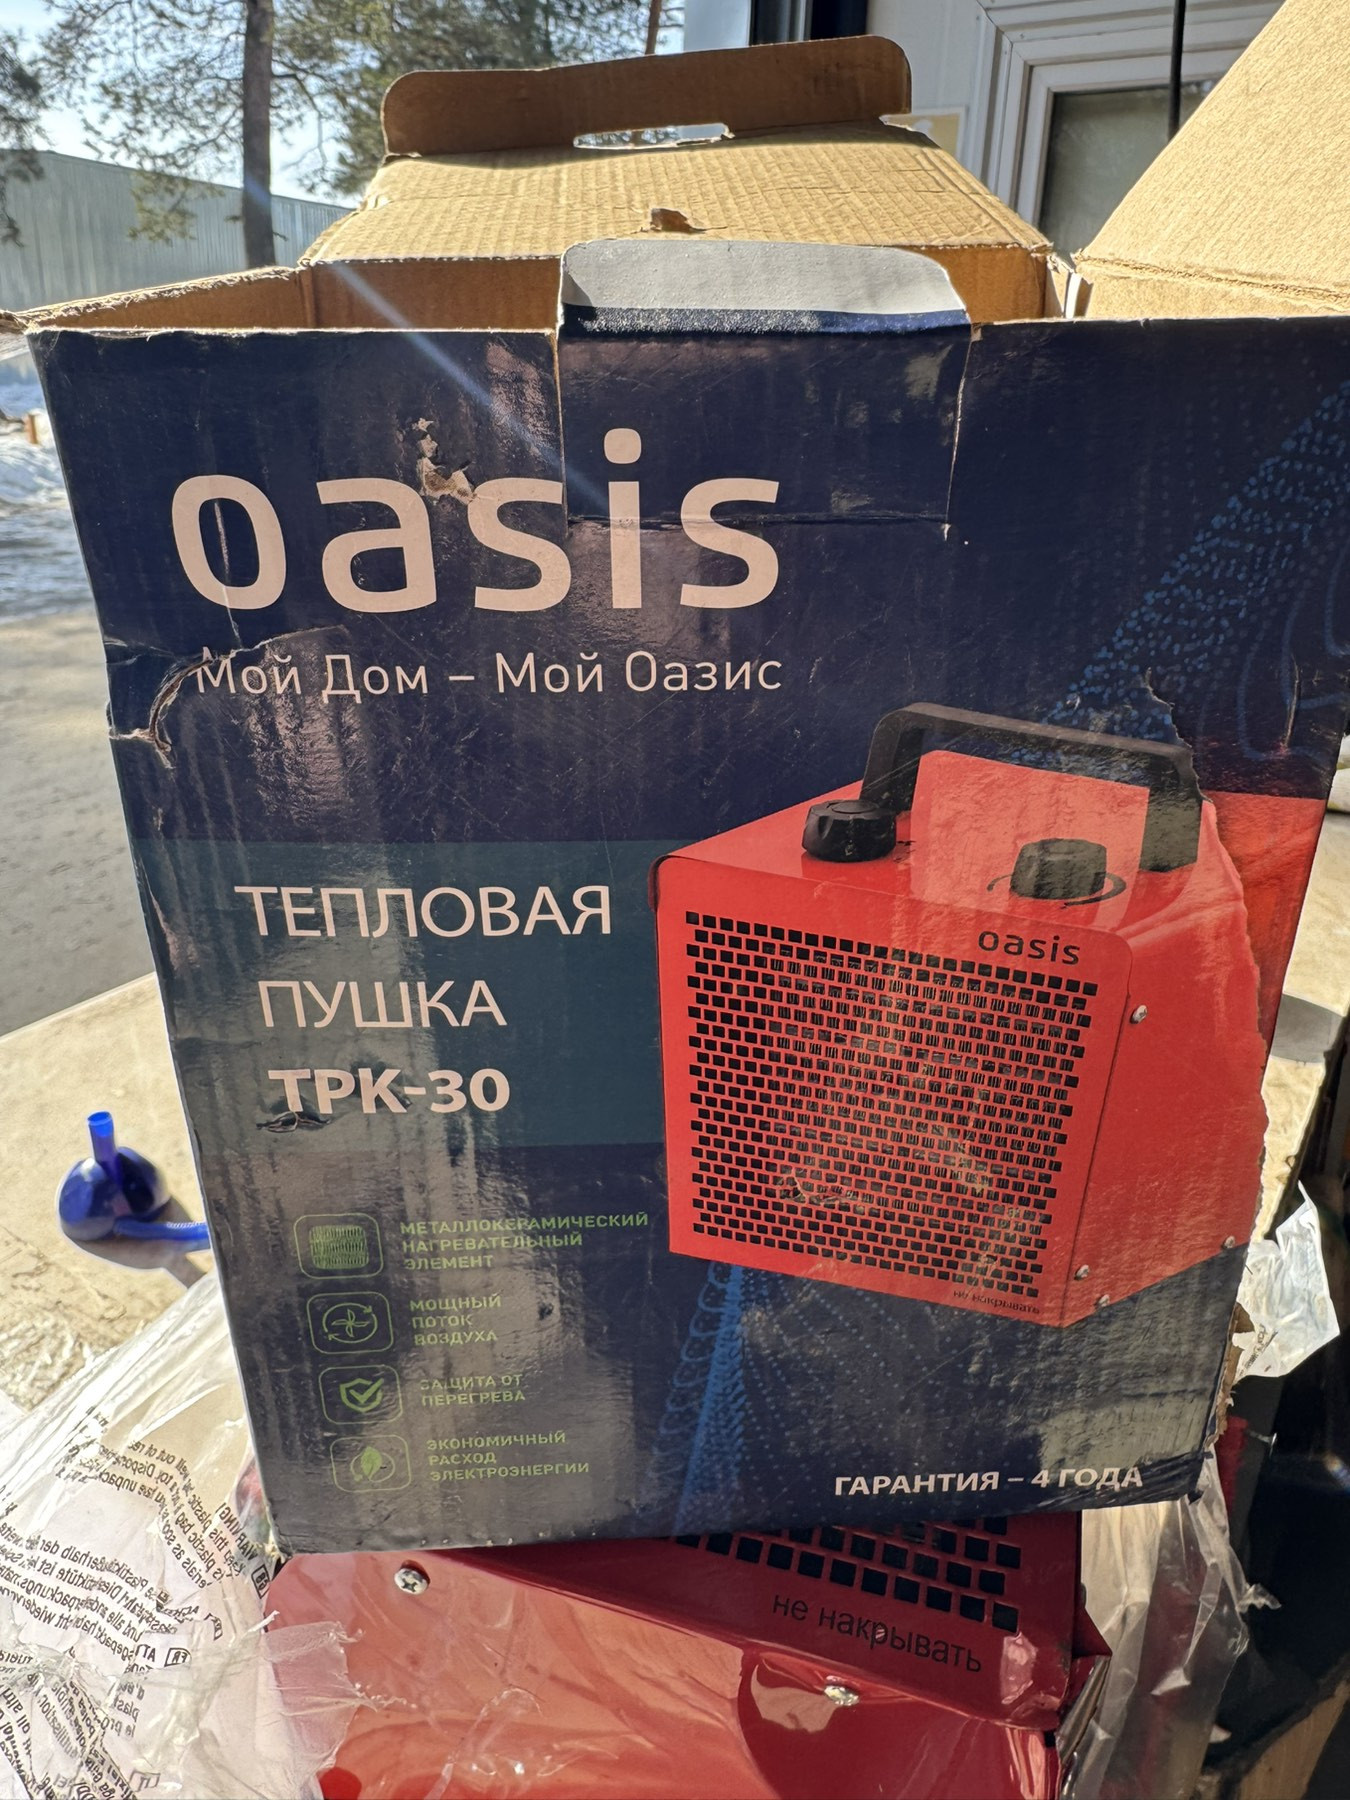 oasis
Мой Дом – Мой Оазис
ТЕПЛОВАЯ
ПУШКА
ТРК-30
МЕТАЛЛОКЕРАМИЧЕСКИЙ
НАГРЕВАТЕЛЬНЫЙ
ЭЛЕМЕНТ
МОЩНЫЙ
ПОТОК
ВОЗДУХА
ЗАЩИТА ОТ
ПЕРЕГРЕВА
ЭКОНОМИЧНЫЙ
РАСХОД
ЭЛЕКТРОЭНЕРГИИ
oasis
не накрывать
ГАРАНТИЯ – 4 ГОДА
не накрывать